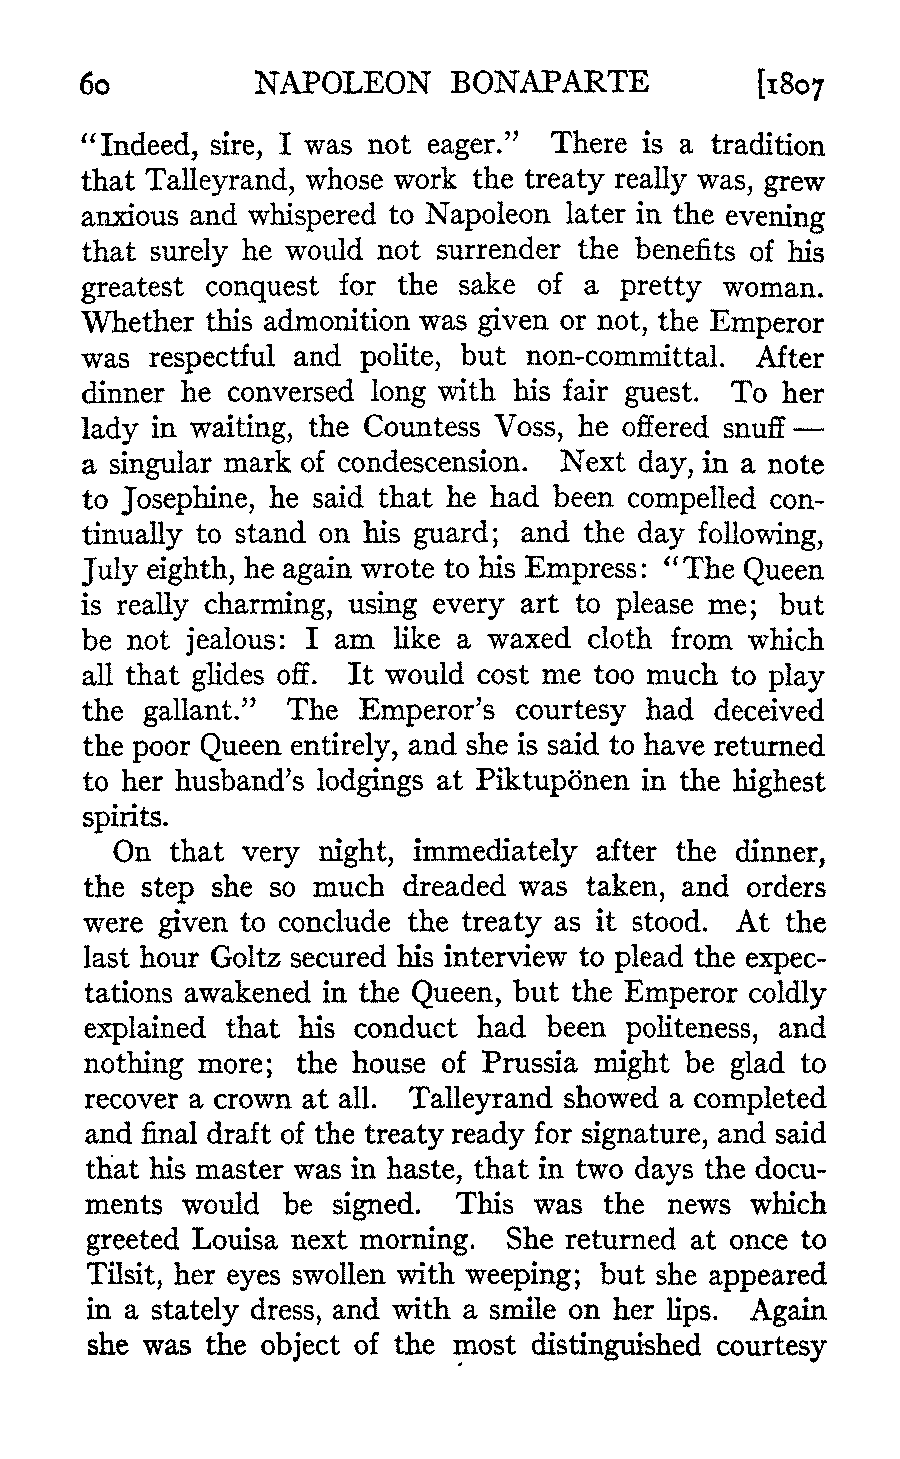 60 NAPOLEON BONAPARTE [1807
"Indeed, sire, I was not eager." There is a tradition
that Talleyrand, whose work the treaty really was, grew
anxious and whispered to Napoleon later in the evening
that surely he would not surrender the benefits of his
greatest conquest for the sake of a pretty woman.
Whether this admonition was given or not, the Emperor
was respectful and polite, but non-committal. After
dinner he conversed long with his fair guest. To her
lady in waiting, the Countess Voss, he offered snuff —
a singular mark of condescension. Next day, in a note
to Josephine, he said that he had been compelled con-
tinually to stand on his guard; and the day following,
July eighth, he again wrote to his Empress: "The Queen
is really charming, using every art to please me; but
be not jealous: I am like a waxed cloth from which
all that glides off. It would cost me too much to play
the gallant." The Emperor's courtesy had deceived
the poor Queen entirely, and she is said to have returned
to her husband's lodgings at Piktupönen in the highest
spirits.
On that very night, immediately after the dinner,
the step she so much dreaded was taken, and orders
were given to conclude the treaty as it stood. At the
last hour Goltz secured his interview to plead the expec-
tations awakened in the Queen, but the Emperor coldly
explained that his conduct had been politeness, and
nothing more; the house of Prussia might be glad to
recover a crown at all. Talleyrand showed a completed
and final draft of the treaty ready for signature, and said
that his master was in haste, that in two days the docu-
ments would be signed. This was the news which
greeted Louisa next morning. She returned at once to
Tilsit, her eyes swollen with weeping; but she appeared
in a stately dress, and with a smile on her lips. Again
she was the object of the most distinguished courtesy